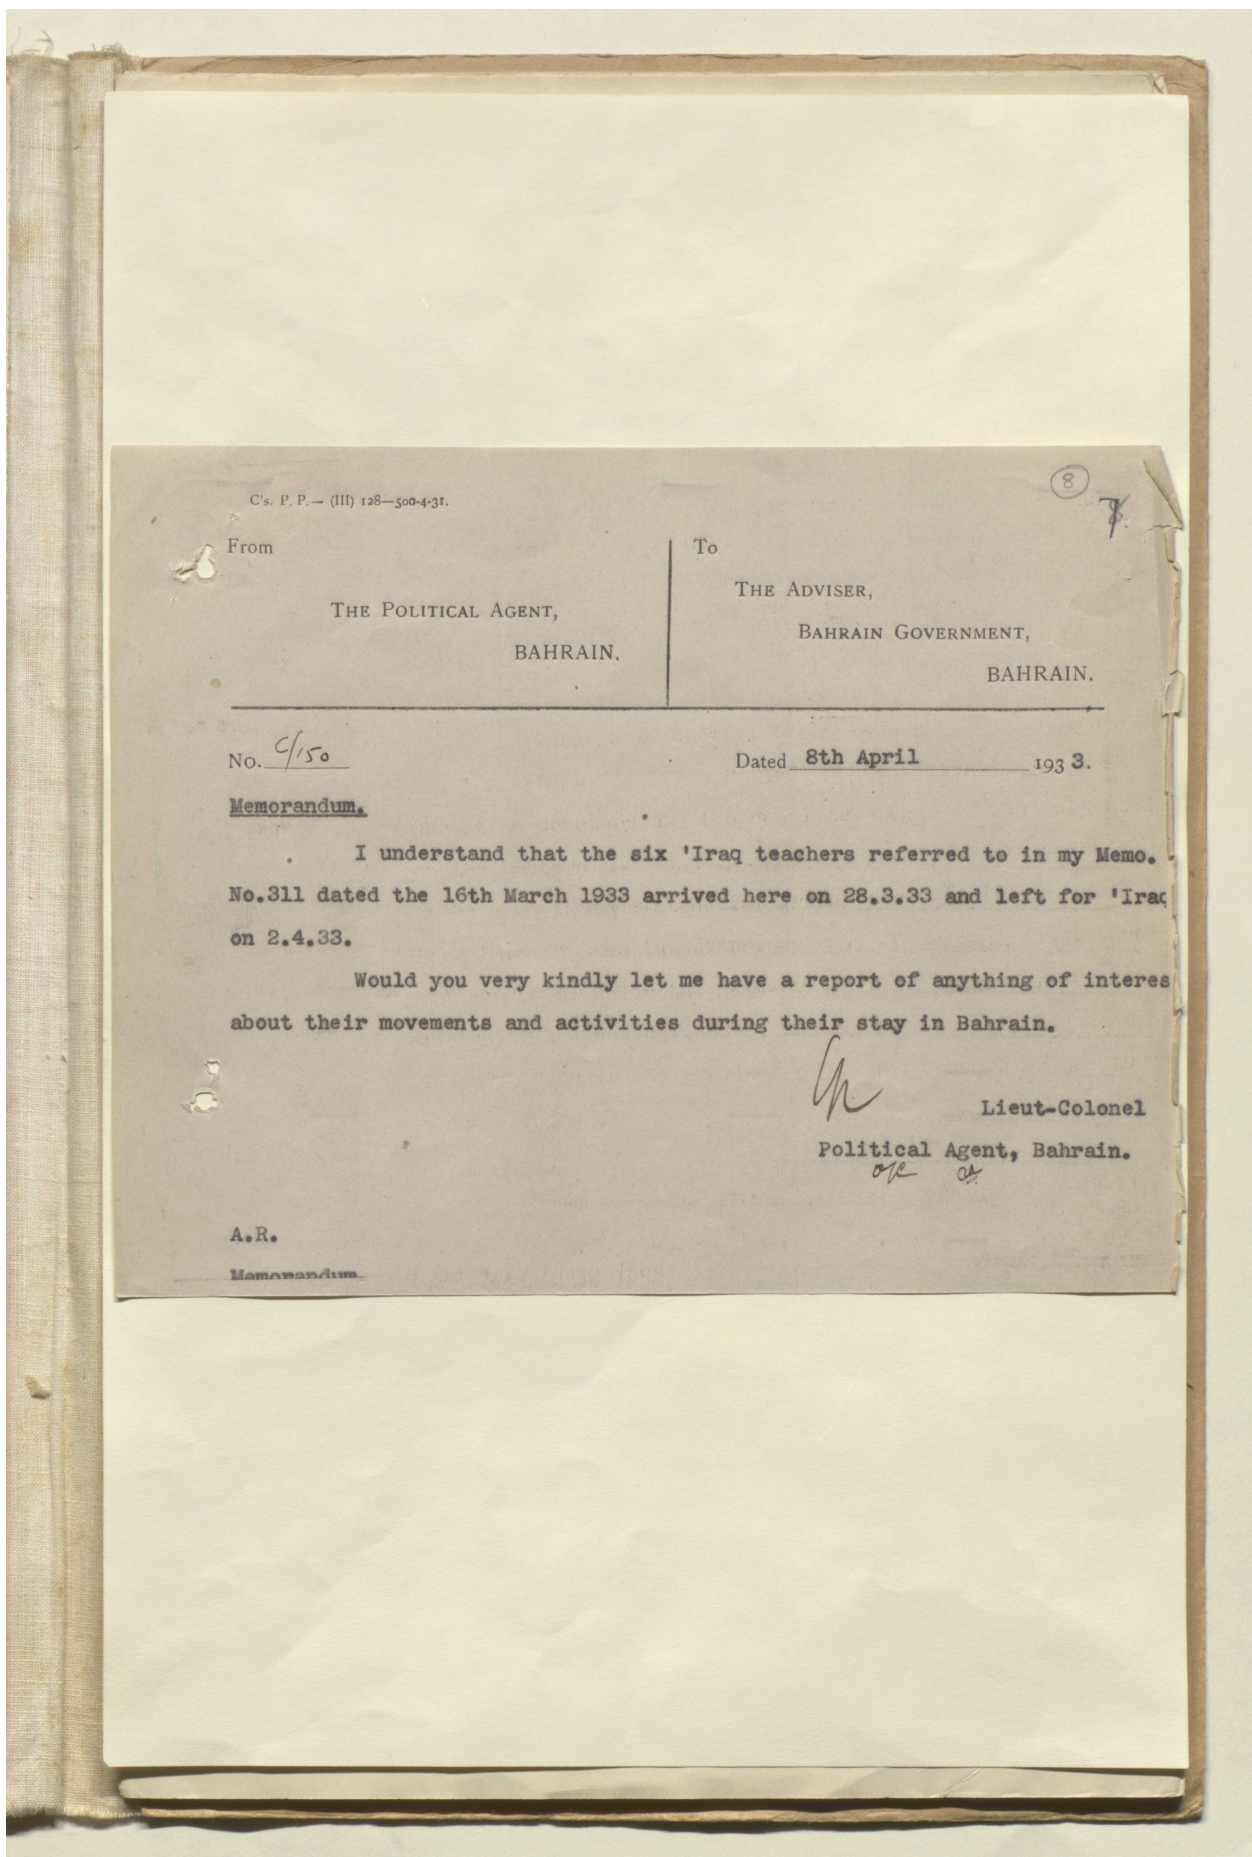 8
7
C's. P. P.— (III) 128—500-4-31.
From
THE POLITICAL AGENT,
BAHRAIN.
To
THE ADVISER,
BAHRAIN GOVERNMENT,
BAHRAIN.
No. C/150
Dated 8th April 1933.
Memorandum.
I understand that the six 'Iraq teachers referred to in my Memo.
No.311 dated the 16th March 1933 arrived here on 28.3.33 and left for 'Iraq
on 2.4.33.
Would you very kindly let me have a report of anything of interes
about their movements and activities during their stay in Bahrain.
Lieut-Colonel
Political Agent, Bahrain.
A.R.
Memorandum